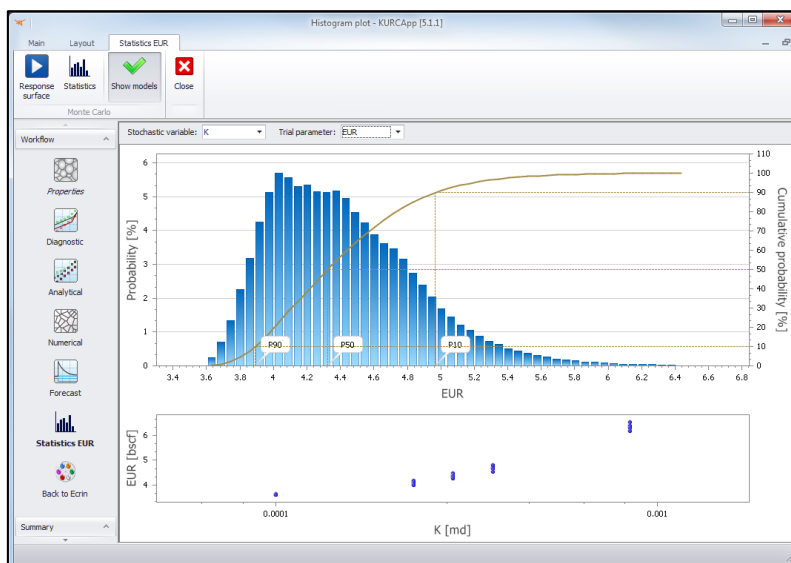 Histogram plot - KURCApp [5.1.1]
Main Layout Statistics EUR
Response surface
Statistics
Show models
Close
Monte Carlo
Workflow
Properties
Diagnostic
Analytical
Numerical
Forecast
Statistics EUR
Back to Ecrin
Summary
Stochastic variable: K Trial parameter: EUR
Probability [%]
6
5
4
3
2
1
0
P90 P50 P10
3.4 3.6 3.8 4 4.2 4.4 4.6 4.8 5 5.2 5.4 5.6 5.8 6 6.2 6.4 6.6 6.8
EUR
110
100
90
80
70
60
50
40
30
20
10
0
Cumulative probability [%]
EUR [bscf]
6
5
4
0.0001 0.001
K [md]